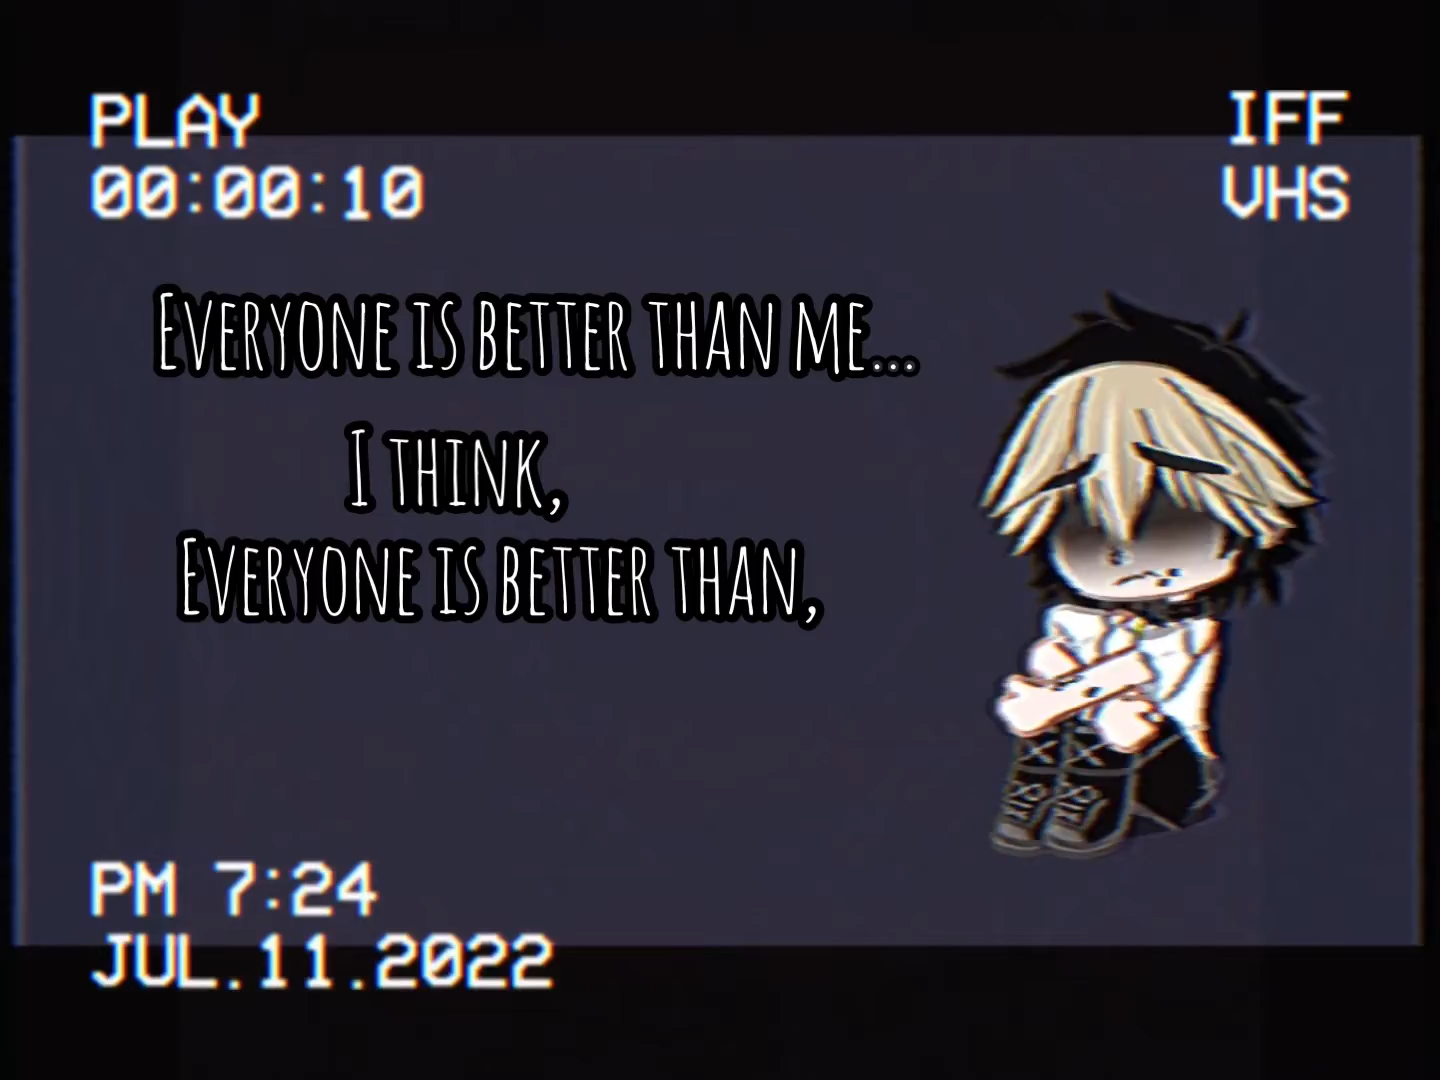 PLAY
00:00:10
IFF
VHS
Everyone is better than me...
I think,
Everyone is better than,
PM 7:24
JUL.11.2022